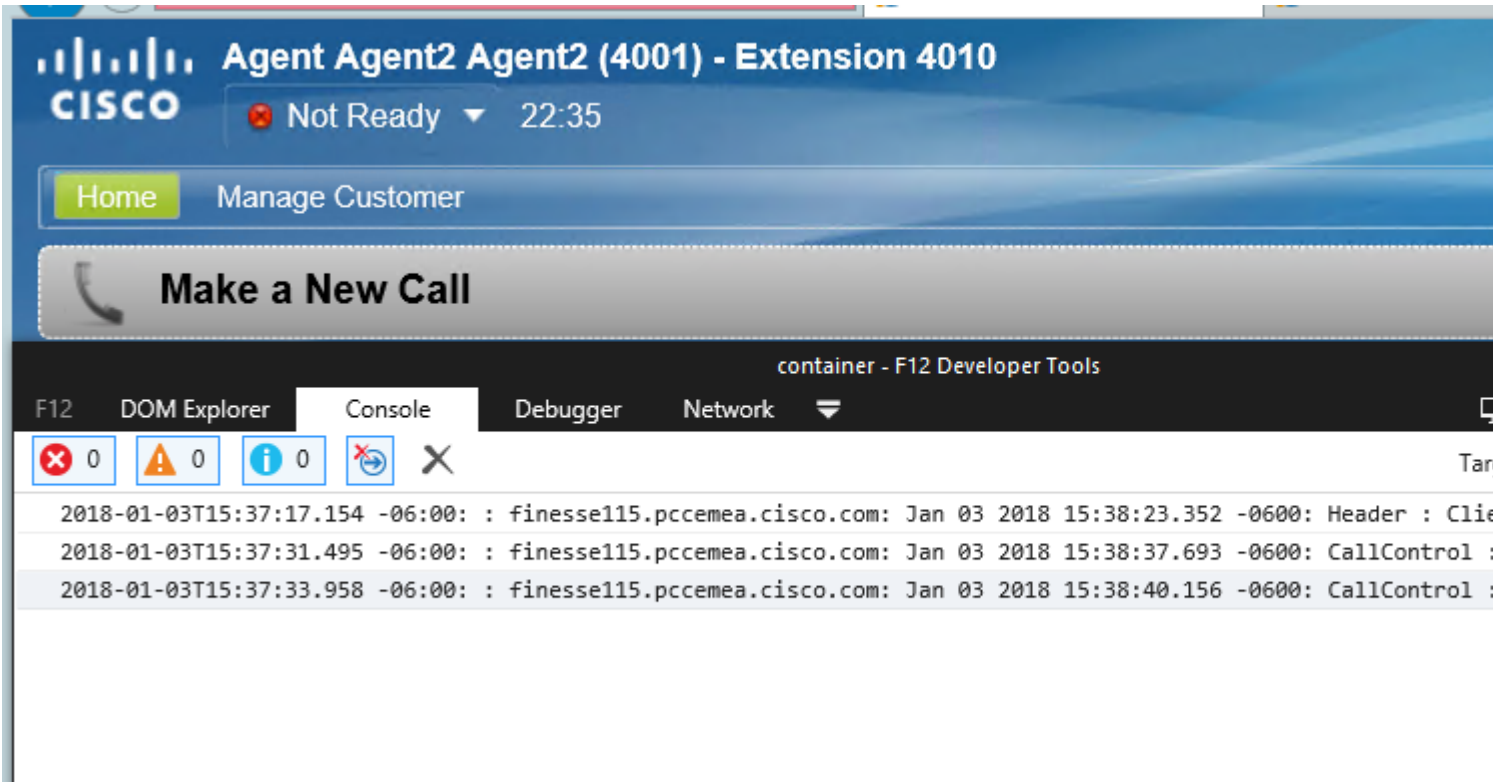 Agent Agent2 Agent2 (4001) - Extension 4010
CISCO
Not Ready 22:35
Home Manage Customer
Make a New Call
container - F12 Developer Tools
F12 DOM Explorer Console Debugger Network
0 0 0
2018-01-03T15:37:17.154 -06:00: : finesse115.pccemea.cisco.com: Jan 03 2018 15:38:23.352 -0600: Header :
2018-01-03T15:37:31.495 -06:00: : finesse115.pccemea.cisco.com: Jan 03 2018 15:38:37.693 -0600: CallControl :
2018-01-03T15:37:33.958 -06:00: : finesse115.pccemea.cisco.com: Jan 03 2018 15:38:40.156 -0600: CallControl :